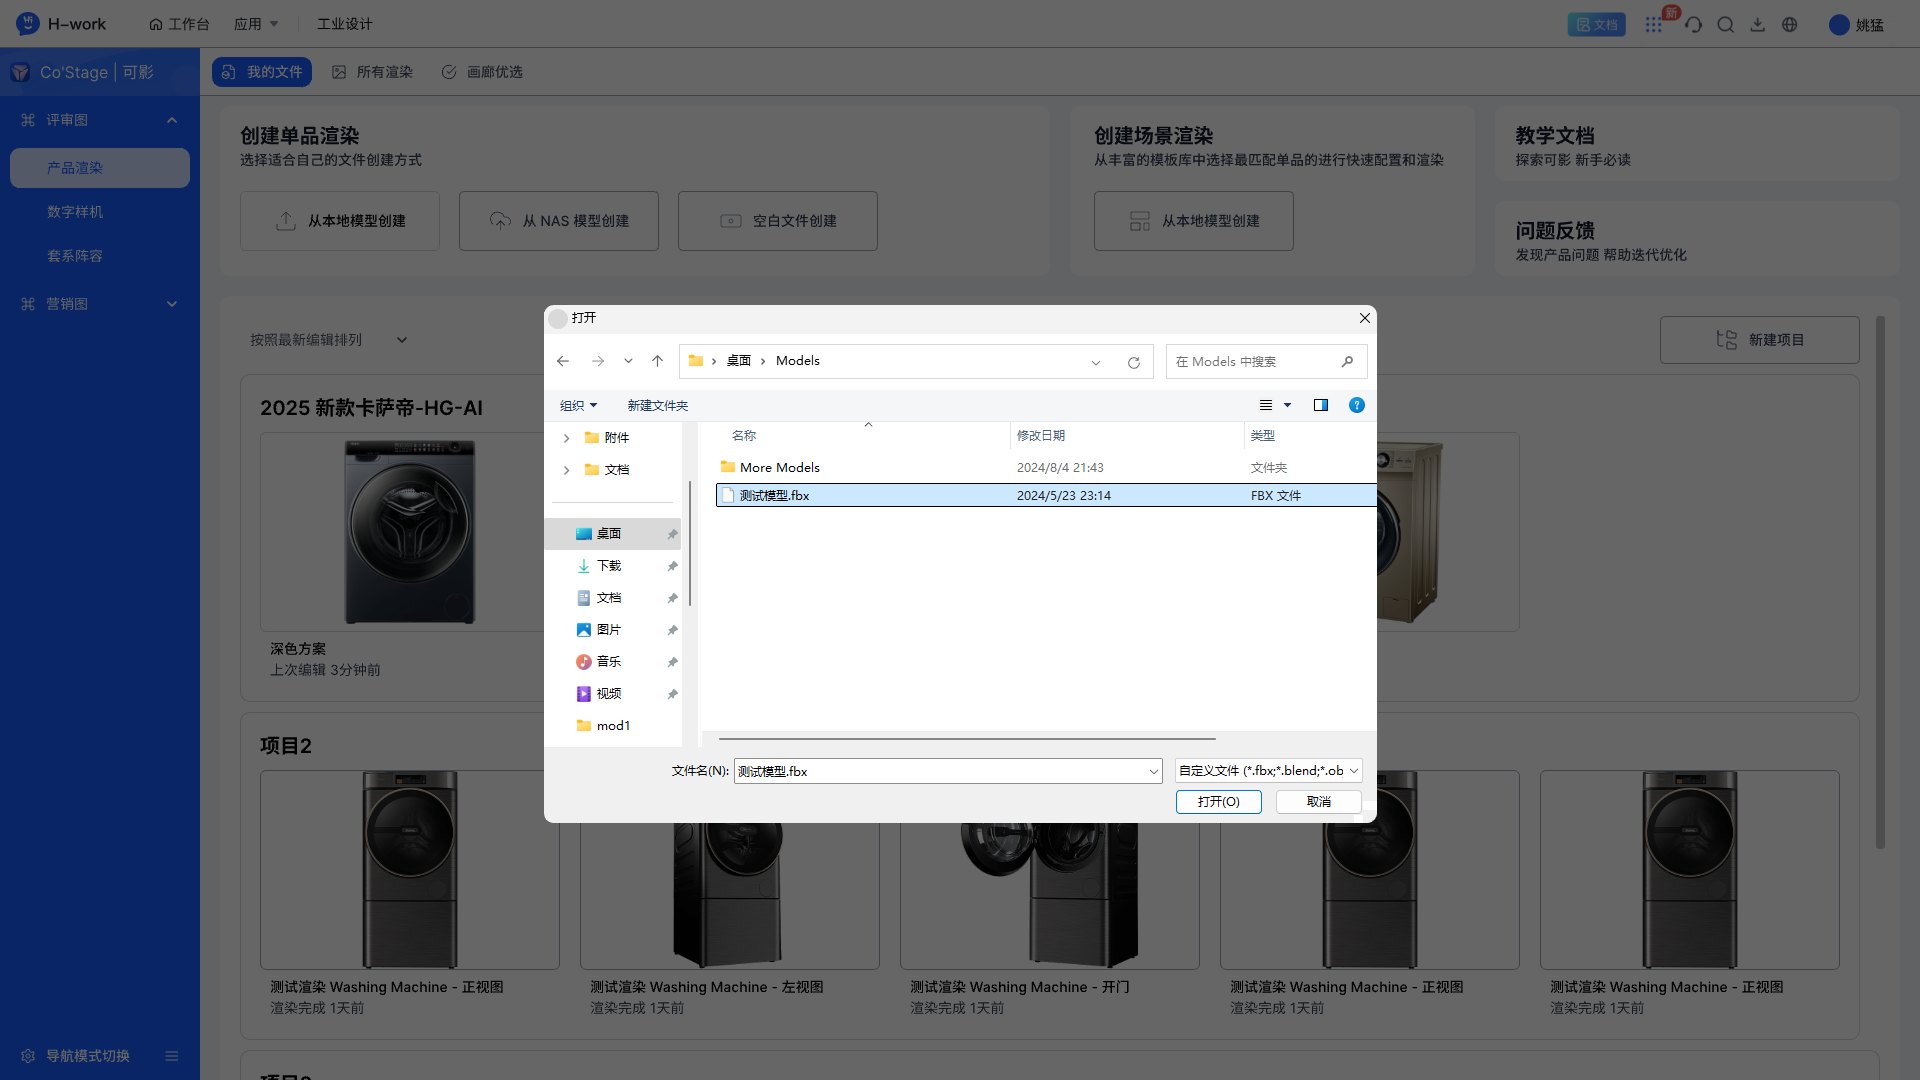 H-work
工作台
应用
工业设计
文档
新
姚猛
Co'Stage | 可影
我的文件
所有渲染
画廊优选
评审图
产品渲染
数字样机
套系阵容
营销图
导航模式切换
创建单品渲染
选择适合自己的文件创建方式
从本地模型创建
从 NAS 模型创建
空白文件创建
创建场景渲染
从丰富的模板库中选择最匹配单品的进行快速配置和渲染
从本地模型创建
教学文档
探索可影 新手必读
问题反馈
发现产品问题 帮助迭代优化
按照最新编辑排列
新建项目
2025 新款卡萨帝-HG-AI
深色方案
上次编辑 3分钟前
打开
桌面
Models
在 Models 中搜索
组织
新建文件夹
附件
文档
桌面
下载
文档
图片
音乐
视频
mod1
名称
修改日期
类型
More Models
2024/8/4 21:43
文件夹
测试模型.fbx
2024/5/23 23:14
FBX 文件
文件名(N):
测试模型.fbx
自定义文件 (*.fbx;*.blend;*.ob
打开(O)
取消
项目2
测试渲染 Washing Machine - 正视图
渲染完成 1天前
测试渲染 Washing Machine - 左视图
渲染完成 1天前
测试渲染 Washing Machine - 开门
渲染完成 1天前
测试渲染 Washing Machine - 正视图
渲染完成 1天前
测试渲染 Washing Machine - 正视图
渲染完成 1天前